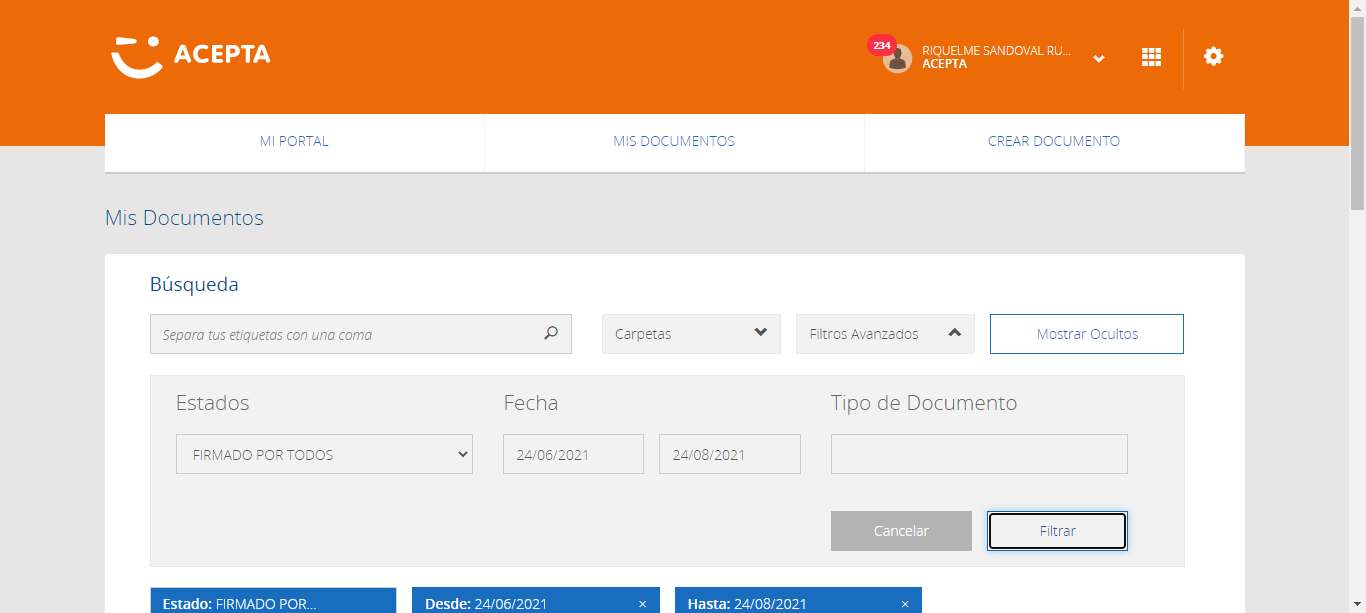 ACEPTA
234
RIQUELME SANDOVAL RU...
ACEPTA
MI PORTAL
MIS DOCUMENTOS
CREAR DOCUMENTO
Mis Documentos
Búsqueda
Separa tus etiquetas con una coma
Carpetas
Filtros Avanzados
Mostrar Ocultos
Estados
Fecha
Tipo de Documento
FIRMADO POR TODOS
24/06/2021
24/08/2021
Cancelar
Filtrar
Estado: FIRMADO POR...
Desde: 24/06/2021 ×
Hasta: 24/08/2021 ×